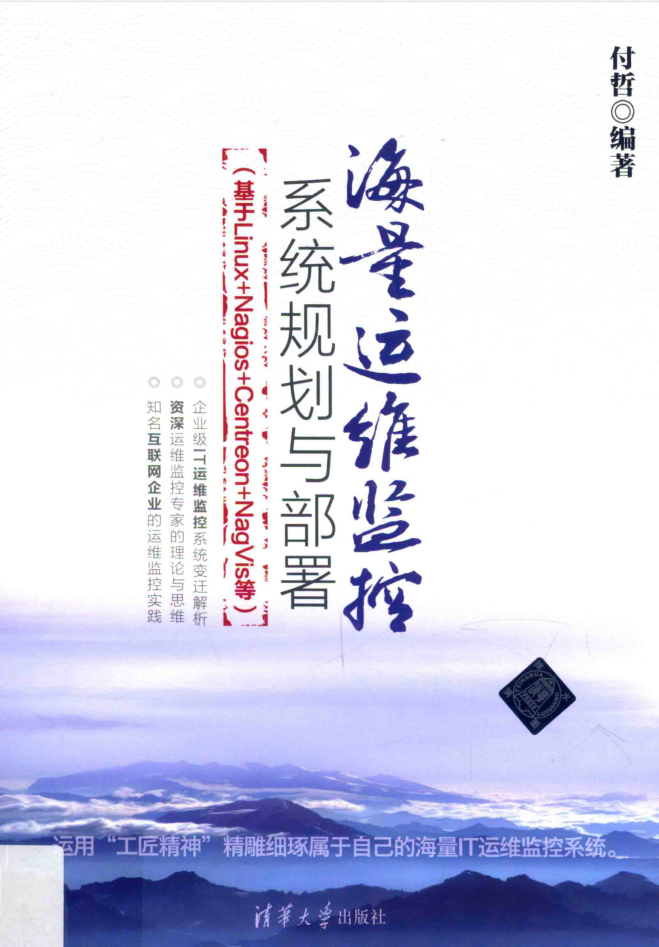 付哲◎编著
海量运维监控
系统规划与部署
（基于Linux+Nagios+Centreon+NagVis等）
◎企业级IT运维监控系统变迁解析
◎资深运维监控专家的理论与思维
◎知名互联网企业的运维监控实践
运用“工匠精神”精雕细琢属于自己的海量IT运维监控系统。
清华大学出版社